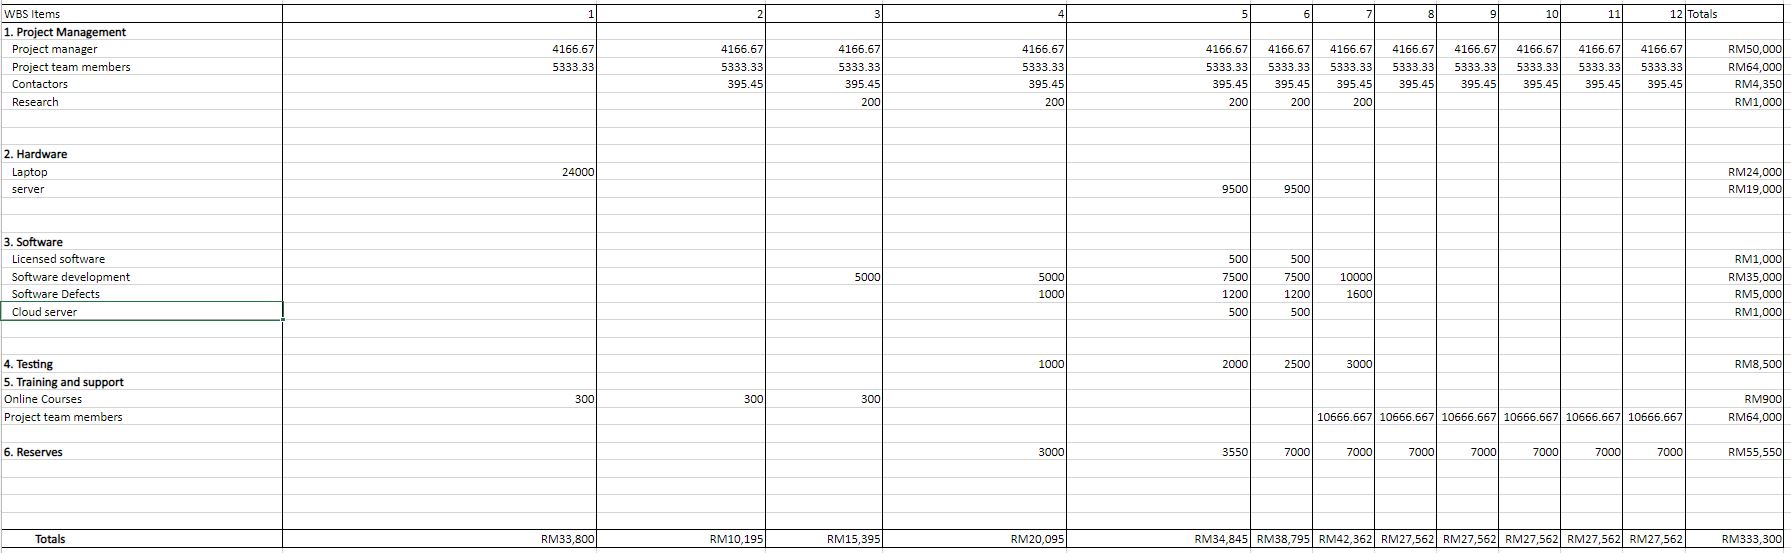 WBS Items 1 2 3 4 5 6 7 8 9 10 11 12 Totals
1. Project Management
Project manager 4166.67 4166.67 4166.67 4166.67 4166.67 4166.67 4166.67 4166.67 4166.67 4166.67 4166.67 4166.67 RM50,000
Project team members 5333.33 5333.33 5333.33 5333.33 5333.33 5333.33 5333.33 5333.33 5333.33 5333.33 5333.33 5333.33 RM64,000
Contactors 395.45 395.45 395.45 395.45 395.45 395.45 395.45 395.45 395.45 395.45 395.45 RM4,350
Research 200 200 200 200 200 RM1,000
2. Hardware
Laptop 24000 RM24,000
server 9500 9500 RM19,000
3. Software
Licensed software 500 500 RM1,000
Software development 5000 5000 7500 7500 10000 RM35,000
Software Defects 1000 1200 1200 1600 RM5,000
Cloud server 500 500 RM1,000
4. Testing 1000 2000 2500 3000 RM8,500
5. Training and support
Online Courses 300 300 300 RM900
Project team members 10666.667 10666.667 10666.667 10666.667 10666.667 10666.667 RM64,000
6. Reserves 3000 3550 7000 7000 7000 7000 7000 7000 7000 RM55,550
Totals RM33,800 RM10,195 RM15,395 RM20,095 RM34,845 RM38,795 RM42,362 RM27,562 RM27,562 RM27,562 RM27,562 RM27,562 RM333,300